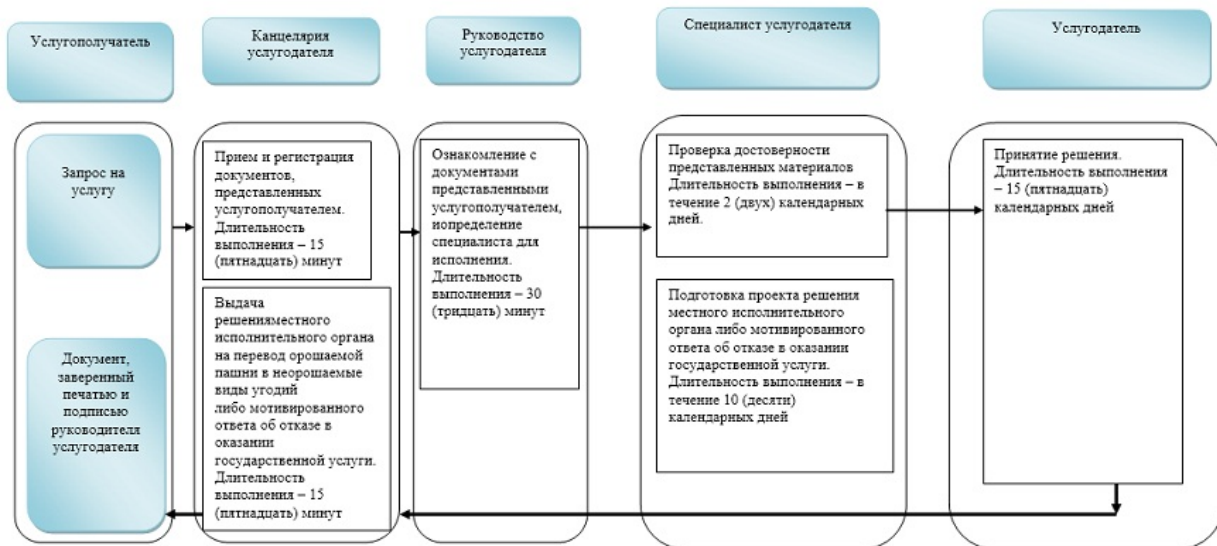 Услугополучатель
Канцелярия
услугодателя
Руководство
услугодателя
Специалист услугодателя
Услугодатель
Запрос на
услугу
Документ,
заверенный
печатью и
подписью
руководителя
услугодателя
Прием и регистрация
документов,
представленных
услугополучателем.
Длительность
выполнения – 15
(пятнадцать) минут
Выдача
решенияместного
исполнительного органа
на перевод орошаемой
пашни в неорошаемые
виды угодий
либо мотивированного
ответа об отказе в
оказании
государственной услуги.
Длительность
выполнения – 15
(пятнадцать) минут
Ознакомление с
документами
представленными
услугополучателем,
иопределение
специалиста для
исполнения.
Длительность
выполнения – 30
(тридцать) минут
Проверка достоверности
представленных материалов
Длительность выполнения – в
течение 2 (двух) календарных
дней.
Подготовка проекта решения
местного исполнительного
органа либо мотивированного
ответа об отказе в оказании
государственной услуги.
Длительность выполнения – в
течение 10 (десяти)
календарных дней
Принятие решения.
Длительность выполнения
– 15 (пятнадцать)
календарных дней